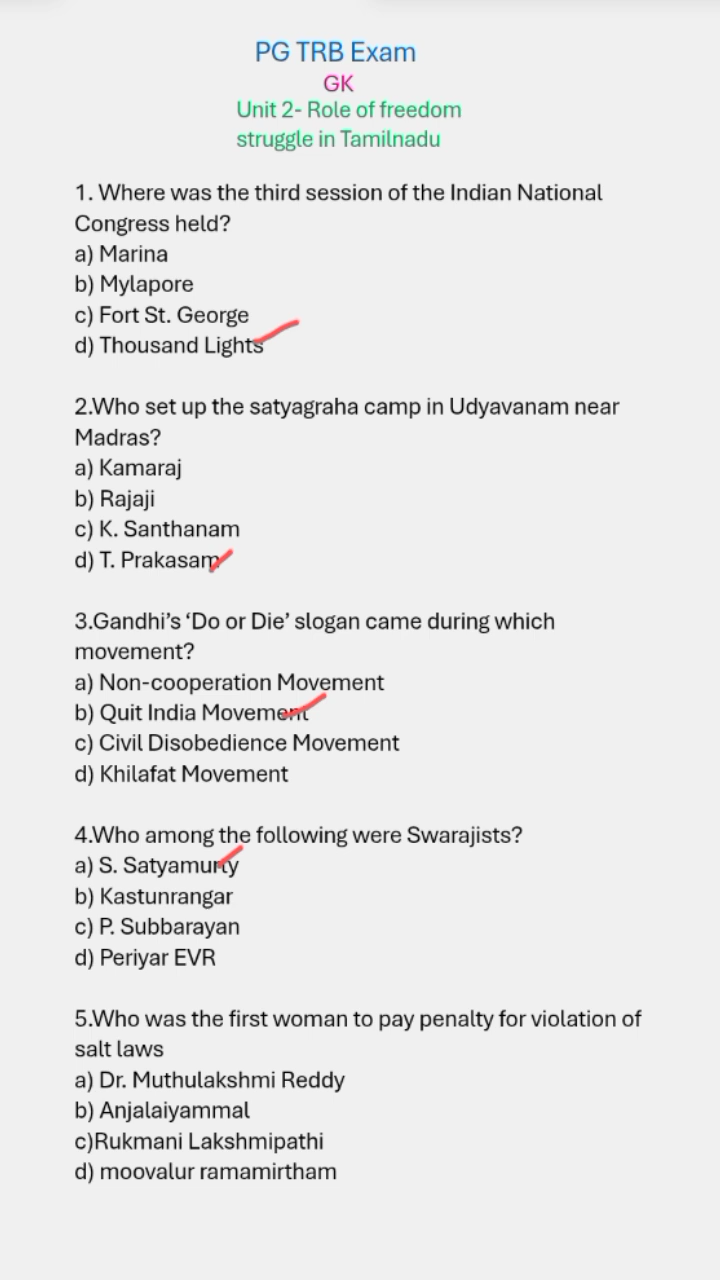 PG TRB Exam
GK
Unit 2- Role of freedom
struggle in Tamilnadu
1. Where was the third session of the Indian National
Congress held?
a) Marina
b) Mylapore
c) Fort St. George
d) Thousand Lights
2.Who set up the satyagraha camp in Udyavanam near
Madras?
a) Kamaraj
b) Rajaji
c) K. Santhanam
d) T. Prakasam
3.Gandhi’s ‘Do or Die’ slogan came during which
movement?
a) Non-cooperation Movement
b) Quit India Movement
c) Civil Disobedience Movement
d) Khilafat Movement
4.Who among the following were Swarajists?
a) S. Satyamurty
b) Kastunrangar
c) P. Subbarayan
d) Periyar EVR
5.Who was the first woman to pay penalty for violation of
salt laws
a) Dr. Muthulakshmi Reddy
b) Anjalaiyammal
c)Rukmani Lakshmipathi
d) moovalur ramamirtham